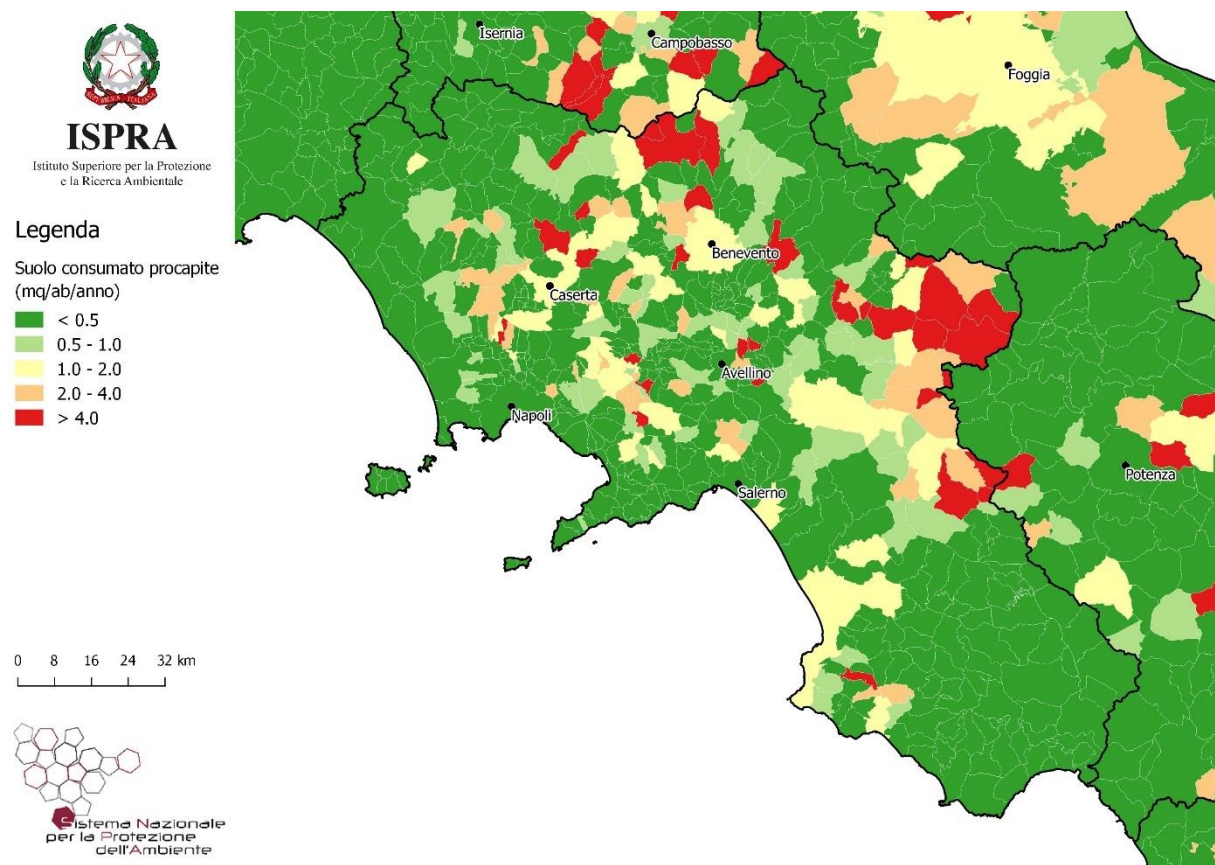 ISPRA
Istituto Superiore per la Protezione
e la Ricerca Ambientale
Legenda
Suolo consumato procapite
(mq/ab/anno)
< 0.5
0.5 - 1.0
1.0 - 2.0
2.0 - 4.0
> 4.0
0 8 16 24 32 km
Sistema Nazionale
per la Protezione
dell'Ambiente
Isernia
Campobasso
Foggia
Benevento
Caserta
Avellino
Napoli
Potenza
Salerno